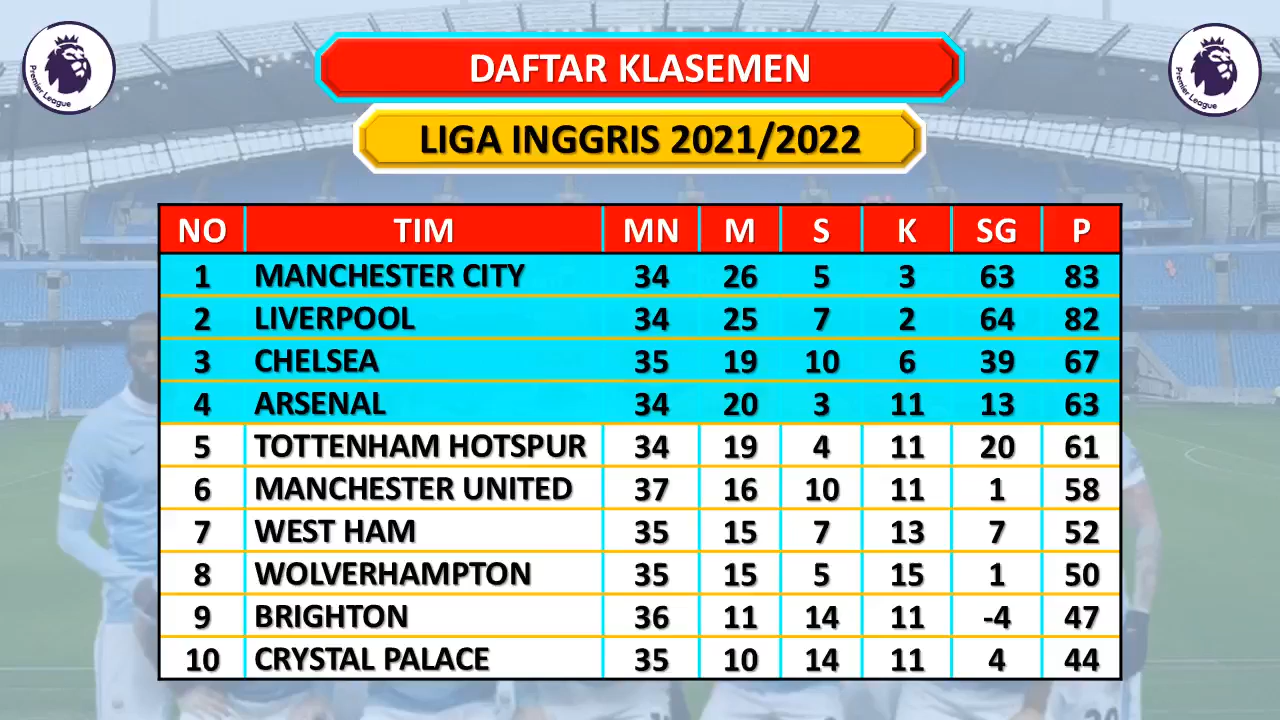 Premier League
Premier League
DAFTAR KLASEMEN
LIGA INGGRIS 2021/2022
NO TIM MN M S K SG P
1 MANCHESTER CITY 34 26 5 3 63 83
2 LIVERPOOL 34 25 7 2 64 82
3 CHELSEA 35 19 10 6 39 67
4 ARSENAL 34 20 3 11 13 63
5 TOTTENHAM HOTSPUR 34 19 4 11 20 61
6 MANCHESTER UNITED 37 16 10 11 1 58
7 WEST HAM 35 15 7 13 7 52
8 WOLVERHAMPTON 35 15 5 15 1 50
9 BRIGHTON 36 11 14 11 -4 47
10 CRYSTAL PALACE 35 10 14 11 4 44